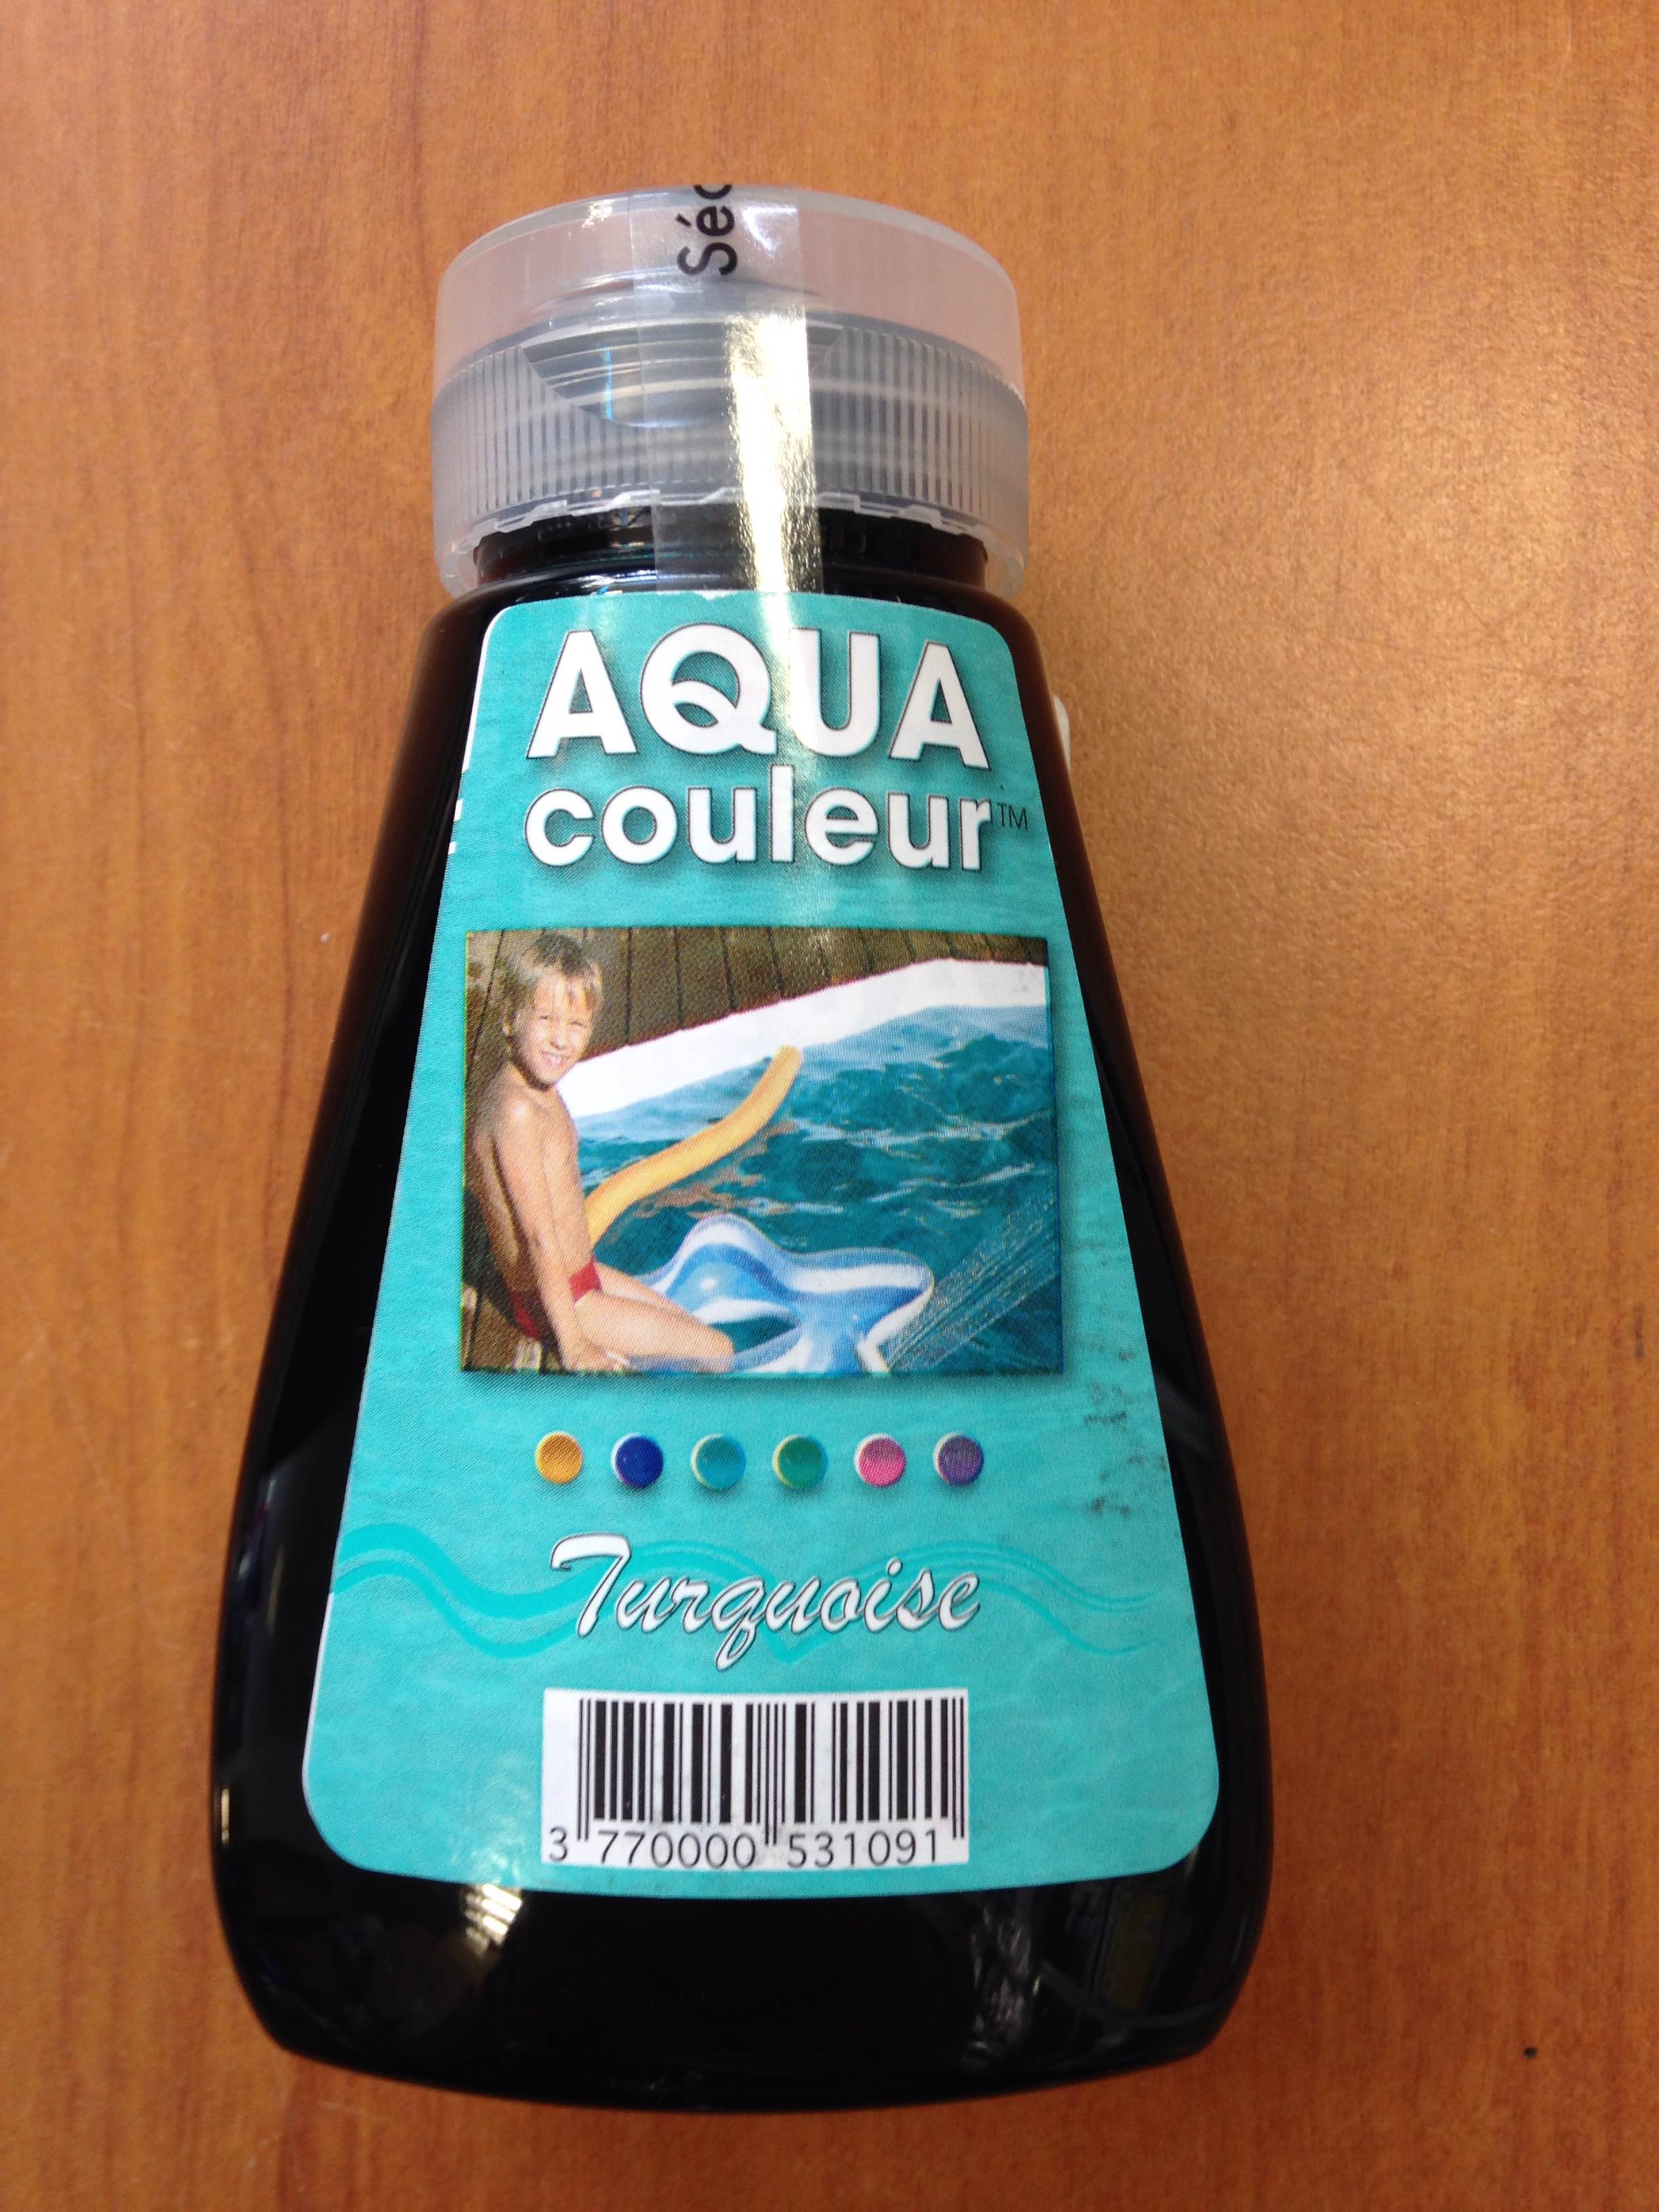 Séc
AQUA
couleur™
Turquoise
3 770000 531091